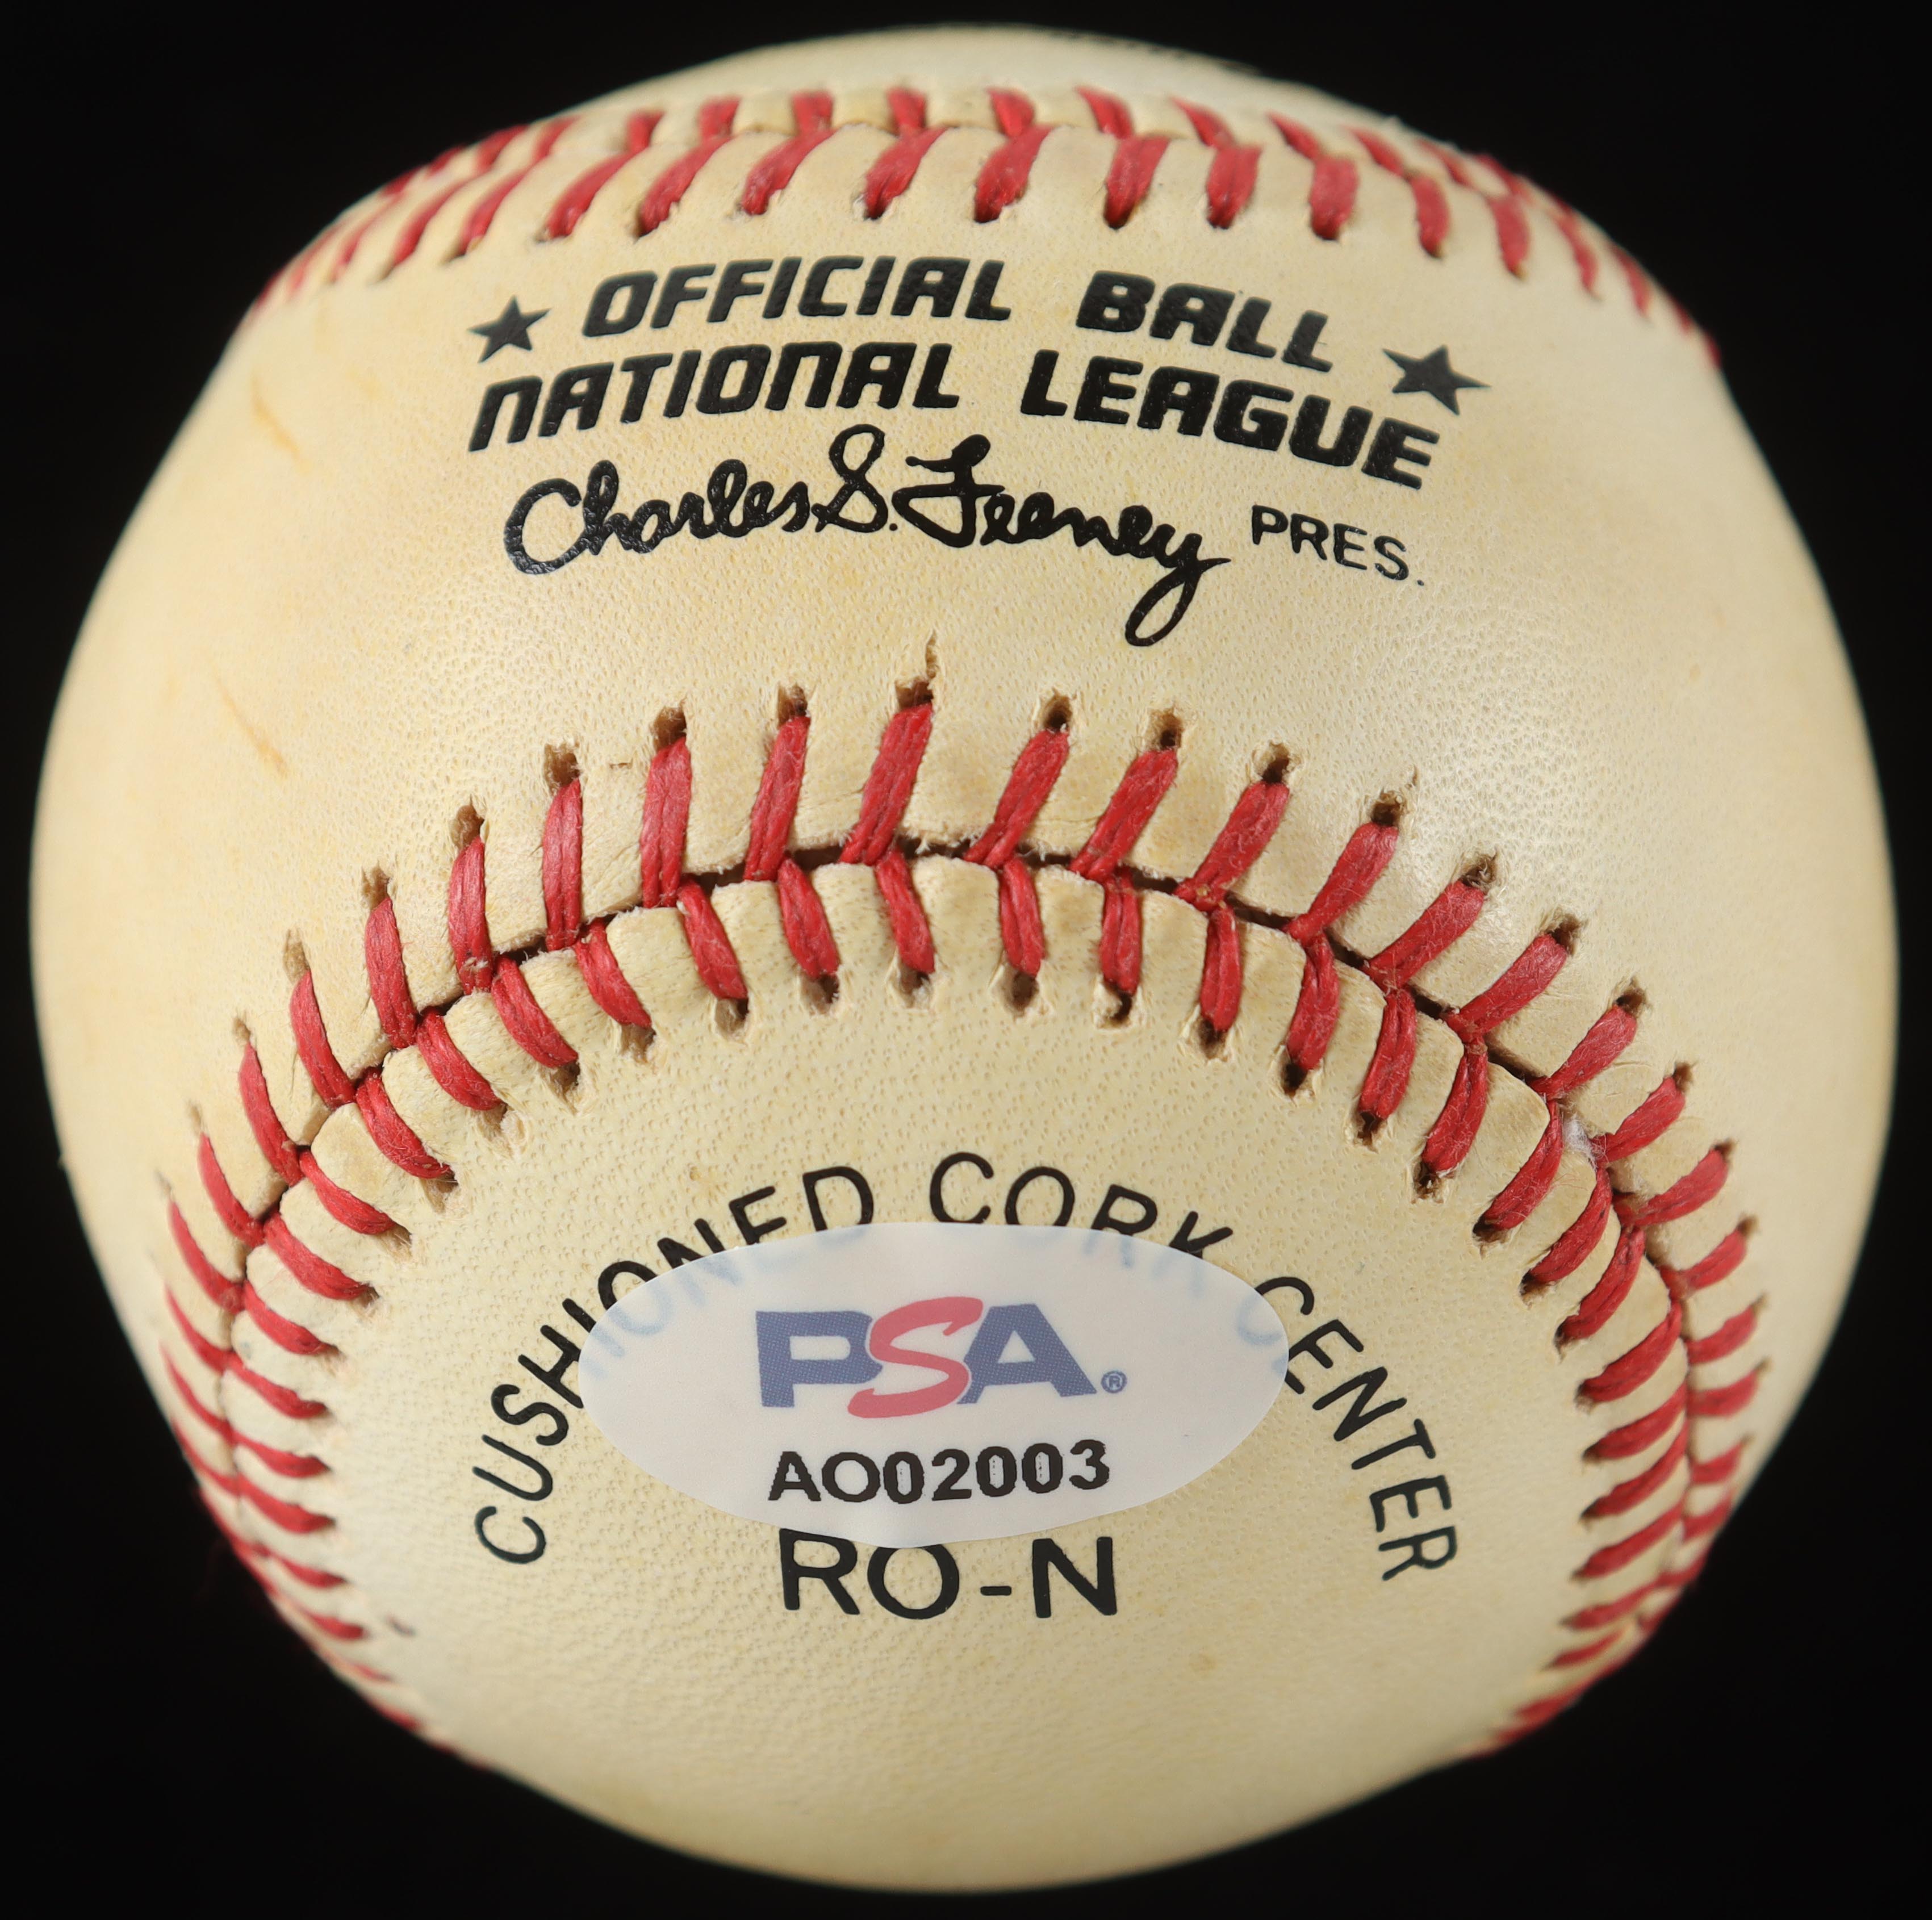 ★ OFFICIAL BALL ★
NATIONAL LEAGUE
Charles S. Feeney PRES.
CUSHIONED CORK CENTER
PSA®
AO02003
RO-N